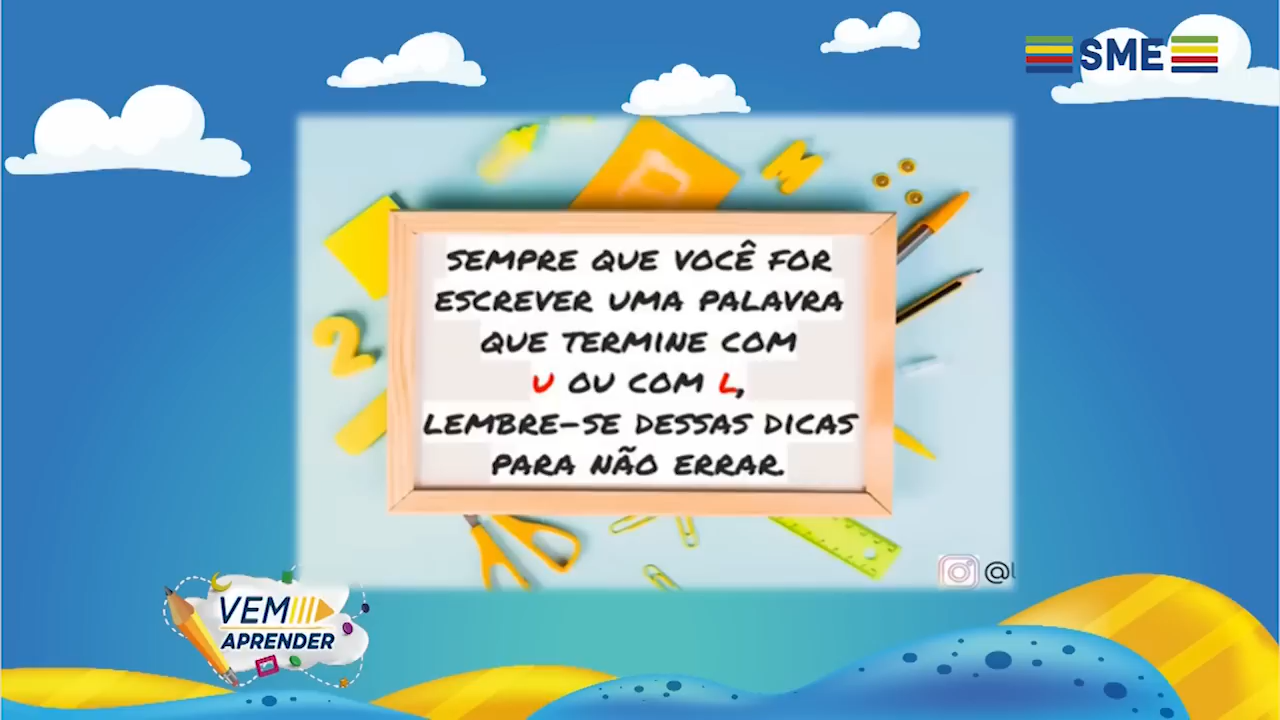 SME
SEMPRE QUE VOCÊ FOR
ESCREVER UMA PALAVRA
QUE TERMINE COM
U OU COM L,
LEMBRE-SE DESSAS DICAS
PARA NÃO ERRAR.
VEM
APRENDER